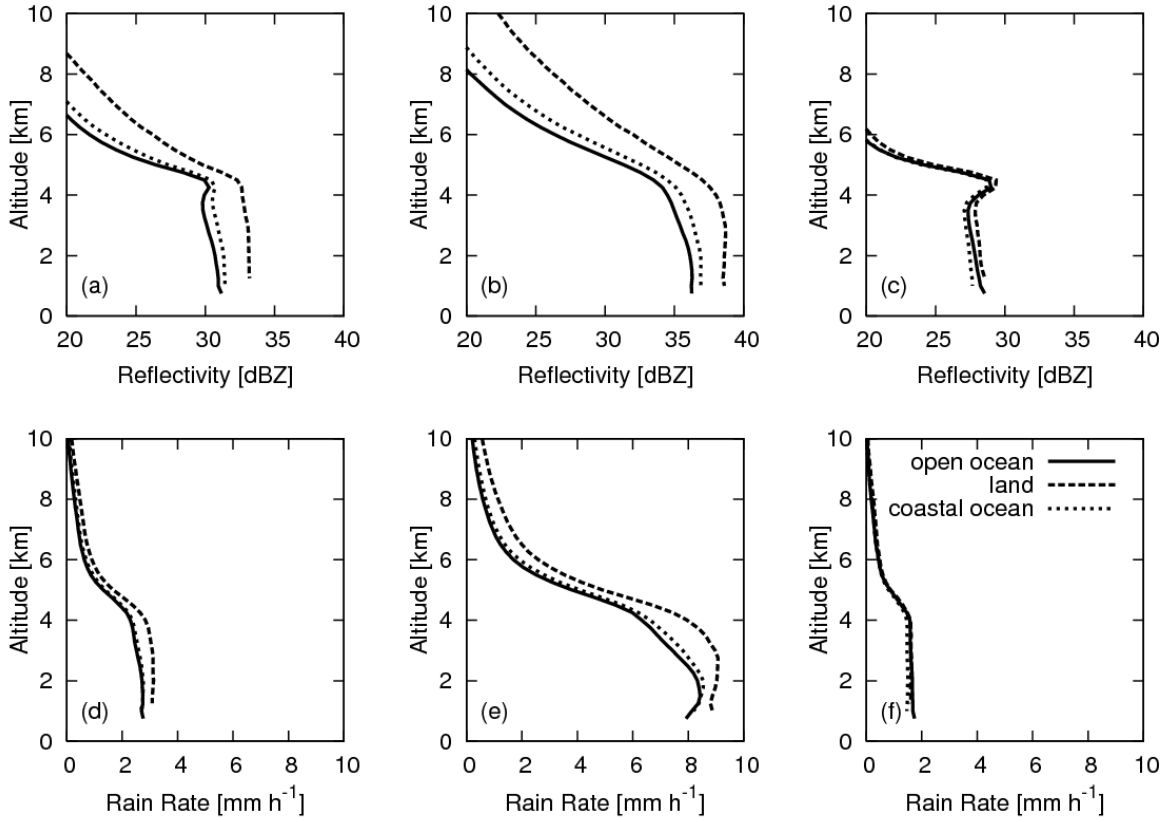 10
8
6
4
2
0
Altitude [km]
(a)
20 25 30 35 40
Reflectivity [dBZ]
10
8
6
4
2
0
Altitude [km]
(b)
20 25 30 35 40
Reflectivity [dBZ]
10
8
6
4
2
0
Altitude [km]
(c)
20 25 30 35 40
Reflectivity [dBZ]
10
8
6
4
2
0
Altitude [km]
(d)
0 2 4 6 8 10
Rain Rate [mm h⁻¹]
10
8
6
4
2
0
Altitude [km]
(e)
0 2 4 6 8 10
Rain Rate [mm h⁻¹]
10
8
6
4
2
0
Altitude [km]
open ocean
land
coastal ocean
(f)
0 2 4 6 8 10
Rain Rate [mm h⁻¹]